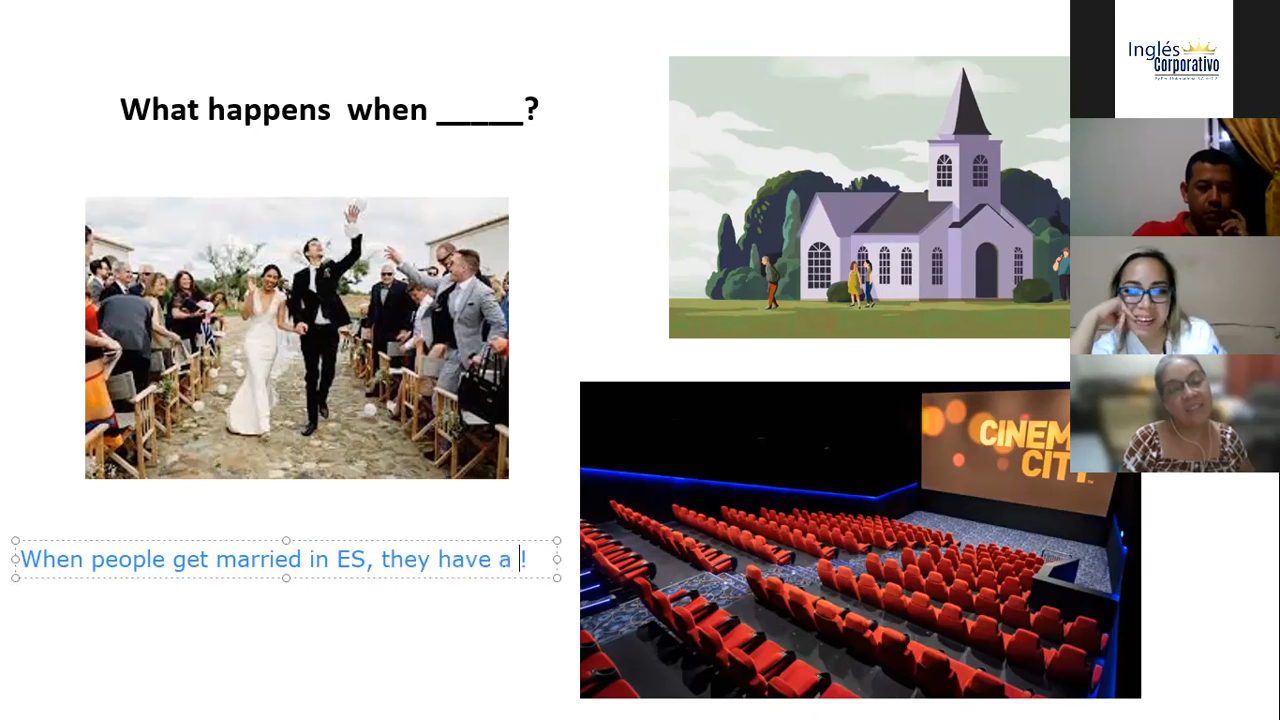 What happens when _____?
When people get married in ES, they have a !
CINEM
CIT
Inglés
Corporativo